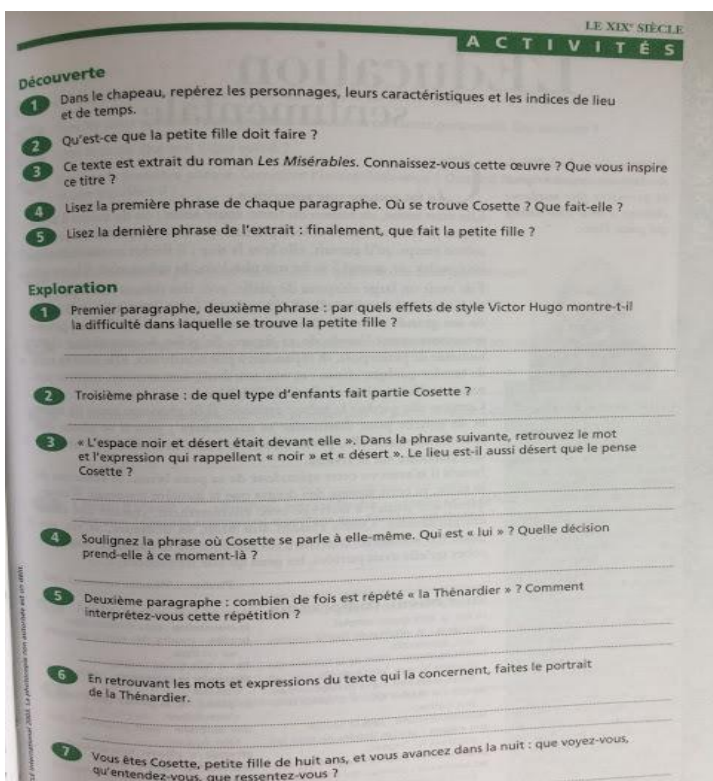 LE XIXᵉ SIÈCLE
ACTIVITÉS
Découverte
1 Dans le chapeau, repérez les personnages, leurs caractéristiques et les indices de lieu
et de temps.
2 Qu'est-ce que la petite fille doit faire ?
3 Ce texte est extrait du roman Les Misérables. Connaissez-vous cette œuvre ? Que vous inspire
ce titre ?
4 Lisez la première phrase de chaque paragraphe. Où se trouve Cosette ? Que fait-elle ?
5 Lisez la dernière phrase de l'extrait : finalement, que fait la petite fille ?
Exploration
1 Premier paragraphe, deuxième phrase : par quels effets de style Victor Hugo montre-t-il
la difficulté dans laquelle se trouve la petite fille ?
2 Troisième phrase : de quel type d'enfants fait partie Cosette ?
3 « L'espace noir et désert était devant elle ». Dans la phrase suivante, retrouvez le mot
et l'expression qui rappellent « noir » et « désert ». Le lieu est-il aussi désert que le pense
Cosette ?
4 Soulignez la phrase où Cosette se parle à elle-même. Qui est « lui » ? Quelle décision
prend-elle à ce moment-là ?
5 Deuxième paragraphe : combien de fois est répété « la Thénardier » ? Comment
interprétez-vous cette répétition ?
6 En retrouvant les mots et expressions du texte qui la concernent, faites le portrait
de la Thénardier.
7 Vous êtes Cosette, petite fille de huit ans, et vous avancez dans la nuit : que voyez-vous,
qu'entendez-vous, que ressentez-vous ?
International 2003. La photocopie non autorisée est un délit.